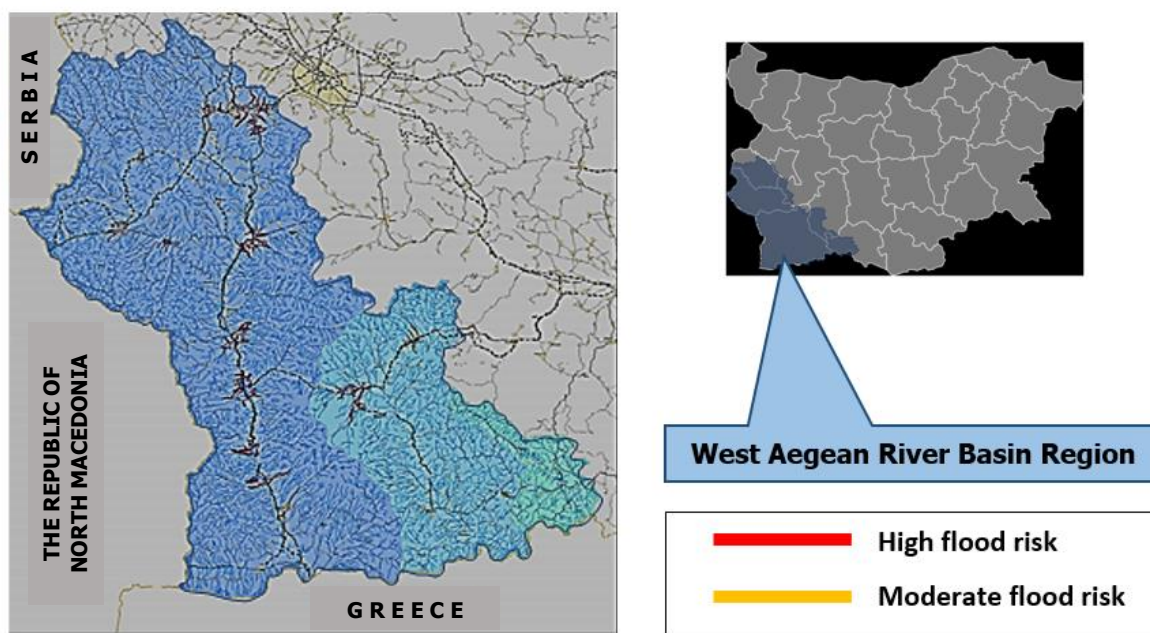 SERBIA
THE REPUBLIC OF
NORTH MACEDONIA
GREECE
West Aegean River Basin Region
High flood risk
Moderate flood risk